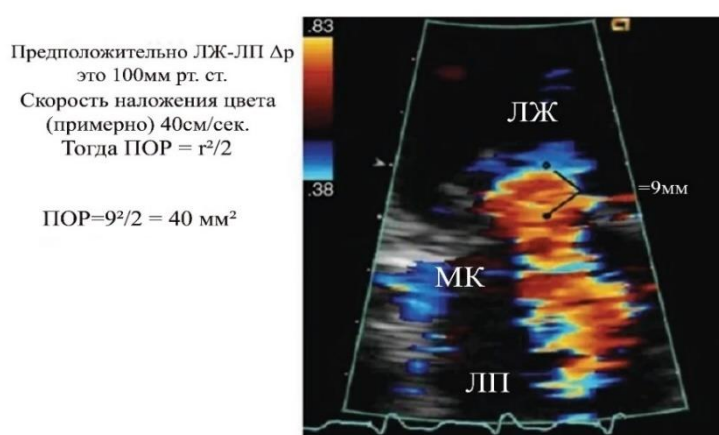 Предположительно ЛЖ-ЛП Δp
это 100мм рт. ст.
Скорость наложения цвета
(примерно) 40см/сек.
Тогда ПОР = r²/2
ПОР=9²/2 = 40 мм²
.83
.38
ЛЖ
=9мм
МК
ЛП